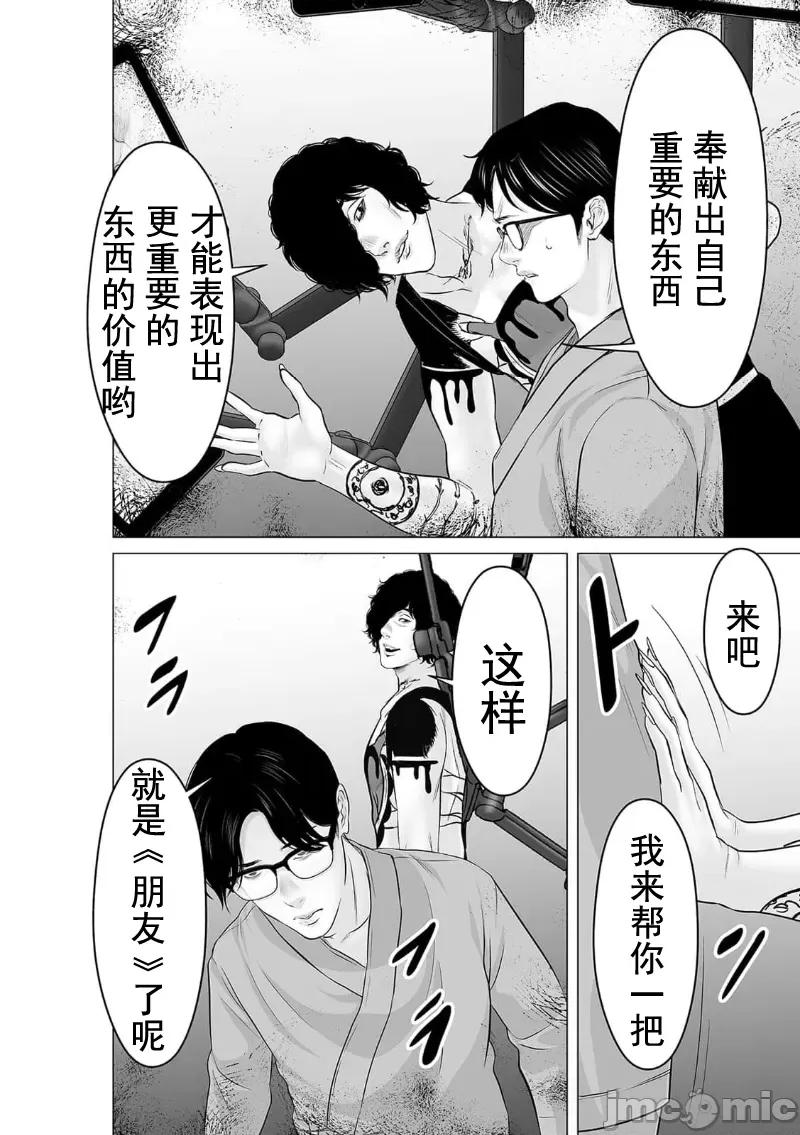 奉献出自己
重要的东西
才能表现出
更重要的
东西的价值哟
来吧
我来帮你一把
这样
就是《朋友》了呢
jmcomic